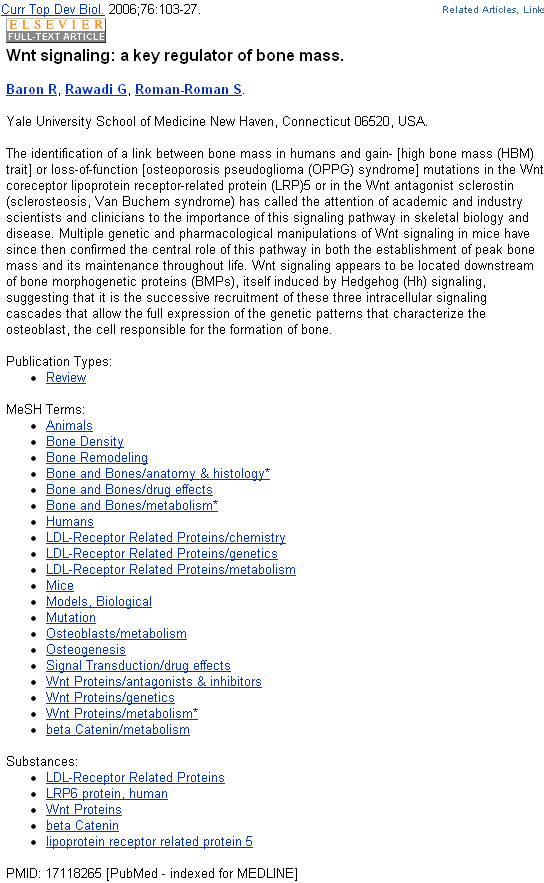 Curr Top Dev Biol. 2006;76:103-27.
Related Articles, Links
ELSEVIER
FULL-TEXT ARTICLE
Wnt signaling: a key regulator of bone mass.
Baron R, Rawadi G, Roman-Roman S.
Yale University School of Medicine New Haven, Connecticut 06520, USA.
The identification of a link between bone mass in humans and gain- [high bone mass (HBM)
trait] or loss-of-function [osteoporosis pseudoglioma (OPPG) syndrome] mutations in the Wnt
coreceptor lipoprotein receptor-related protein (LRP)5 or in the Wnt antagonist sclerostin
(sclerosteosis, Van Buchem syndrome) has called the attention of academic and industry
scientists and clinicians to the importance of this signaling pathway in skeletal biology and
disease. Multiple genetic and pharmacological manipulations of Wnt signaling in mice have
since then confirmed the central role of this pathway in both the establishment of peak bone
mass and its maintenance throughout life. Wnt signaling appears to be located downstream
of bone morphogenetic proteins (BMPs), itself induced by Hedgehog (Hh) signaling,
suggesting that it is the successive recruitment of these three intracellular signaling
cascades that allow the full expression of the genetic patterns that characterize the
osteoblast, the cell responsible for the formation of bone.
Publication Types:
• Review
MeSH Terms:
• Animals
• Bone Density
• Bone Remodeling
• Bone and Bones/anatomy & histology*
• Bone and Bones/drug effects
• Bone and Bones/metabolism*
• Humans
• LDL-Receptor Related Proteins/chemistry
• LDL-Receptor Related Proteins/genetics
• LDL-Receptor Related Proteins/metabolism
• Mice
• Models, Biological
• Mutation
• Osteoblasts/metabolism
• Osteogenesis
• Signal Transduction/drug effects
• Wnt Proteins/antagonists & inhibitors
• Wnt Proteins/genetics
• Wnt Proteins/metabolism*
• beta Catenin/metabolism
Substances:
• LDL-Receptor Related Proteins
• LRP6 protein, human
• Wnt Proteins
• beta Catenin
• lipoprotein receptor related protein 5
PMID: 17118265 [PubMed - indexed for MEDLINE]